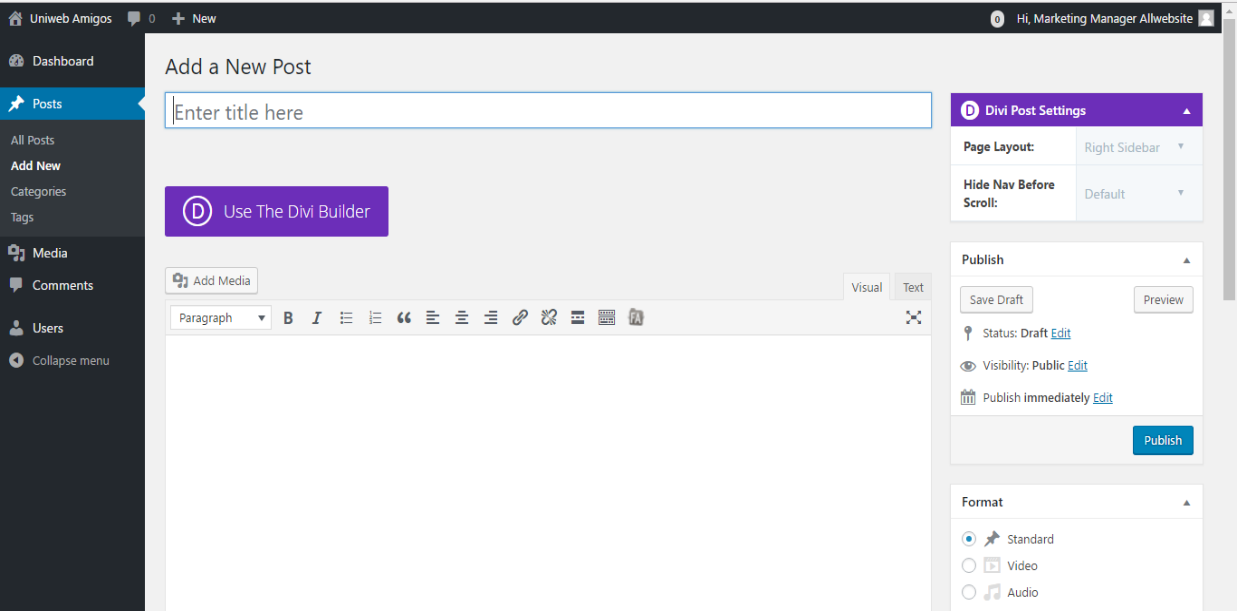 Uniweb Amigos 0 New 0 Hi, Marketing Manager Allwebsite
Dashboard
Posts
All Posts
Add New
Categories
Tags
Media
Comments
Users
Collapse menu
Add a New Post
Enter title here
D Use The Divi Builder
Add Media
Visual Text
Paragraph B I FA
D Divi Post Settings
Page Layout: Right Sidebar
Hide Nav Before
Scroll:
Default
Publish
Save Draft Preview
Status: Draft Edit
Visibility: Public Edit
Publish immediately Edit
Publish
Format
Standard
Video
Audio